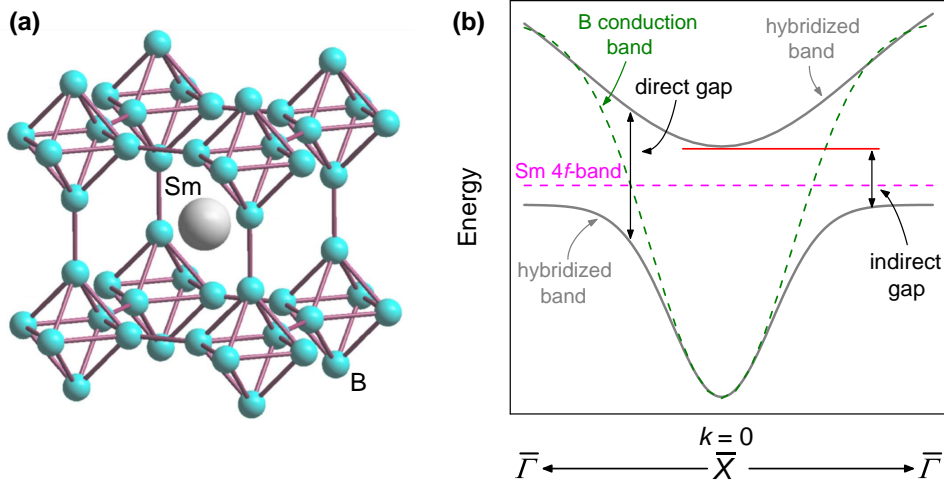 (a)
Sm
B
(b)
B conduction
band
hybridized
band
direct gap
Sm 4f-band
Energy
hybridized
band
indirect
gap
k = 0
Γ̅ X̅ Γ̅